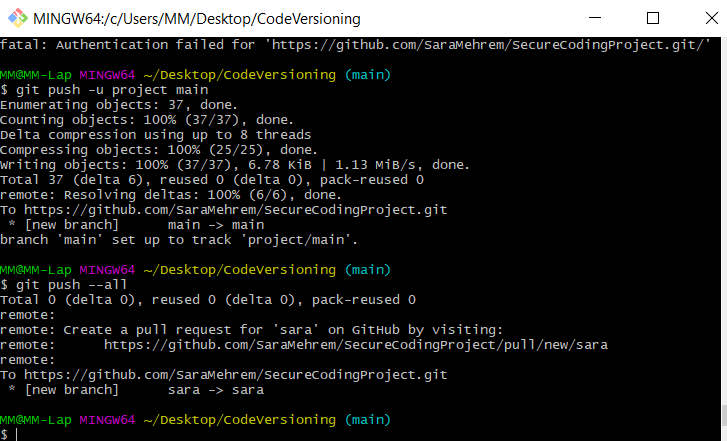 MINGW64:/c/Users/MM/Desktop/CodeVersioning
fatal: Authentication failed for 'https://github.com/SaraMehrem/SecureCodingProject.git/'
MM@MM-Lap MINGW64 ~/Desktop/CodeVersioning (main)
$ git push -u project main
Enumerating objects: 37, done.
Counting objects: 100% (37/37), done.
Delta compression using up to 8 threads
Compressing objects: 100% (25/25), done.
Writing objects: 100% (37/37), 6.78 KiB | 1.13 MiB/s, done.
Total 37 (delta 6), reused 0 (delta 0), pack-reused 0
remote: Resolving deltas: 100% (6/6), done.
To https://github.com/SaraMehrem/SecureCodingProject.git
 * [new branch]      main -> main
branch 'main' set up to track 'project/main'.
MM@MM-Lap MINGW64 ~/Desktop/CodeVersioning (main)
$ git push --all
Total 0 (delta 0), reused 0 (delta 0), pack-reused 0
remote:
remote: Create a pull request for 'sara' on GitHub by visiting:
remote:      https://github.com/SaraMehrem/SecureCodingProject/pull/new/sara
remote:
To https://github.com/SaraMehrem/SecureCodingProject.git
 * [new branch]      sara -> sara
MM@MM-Lap MINGW64 ~/Desktop/CodeVersioning (main)
$